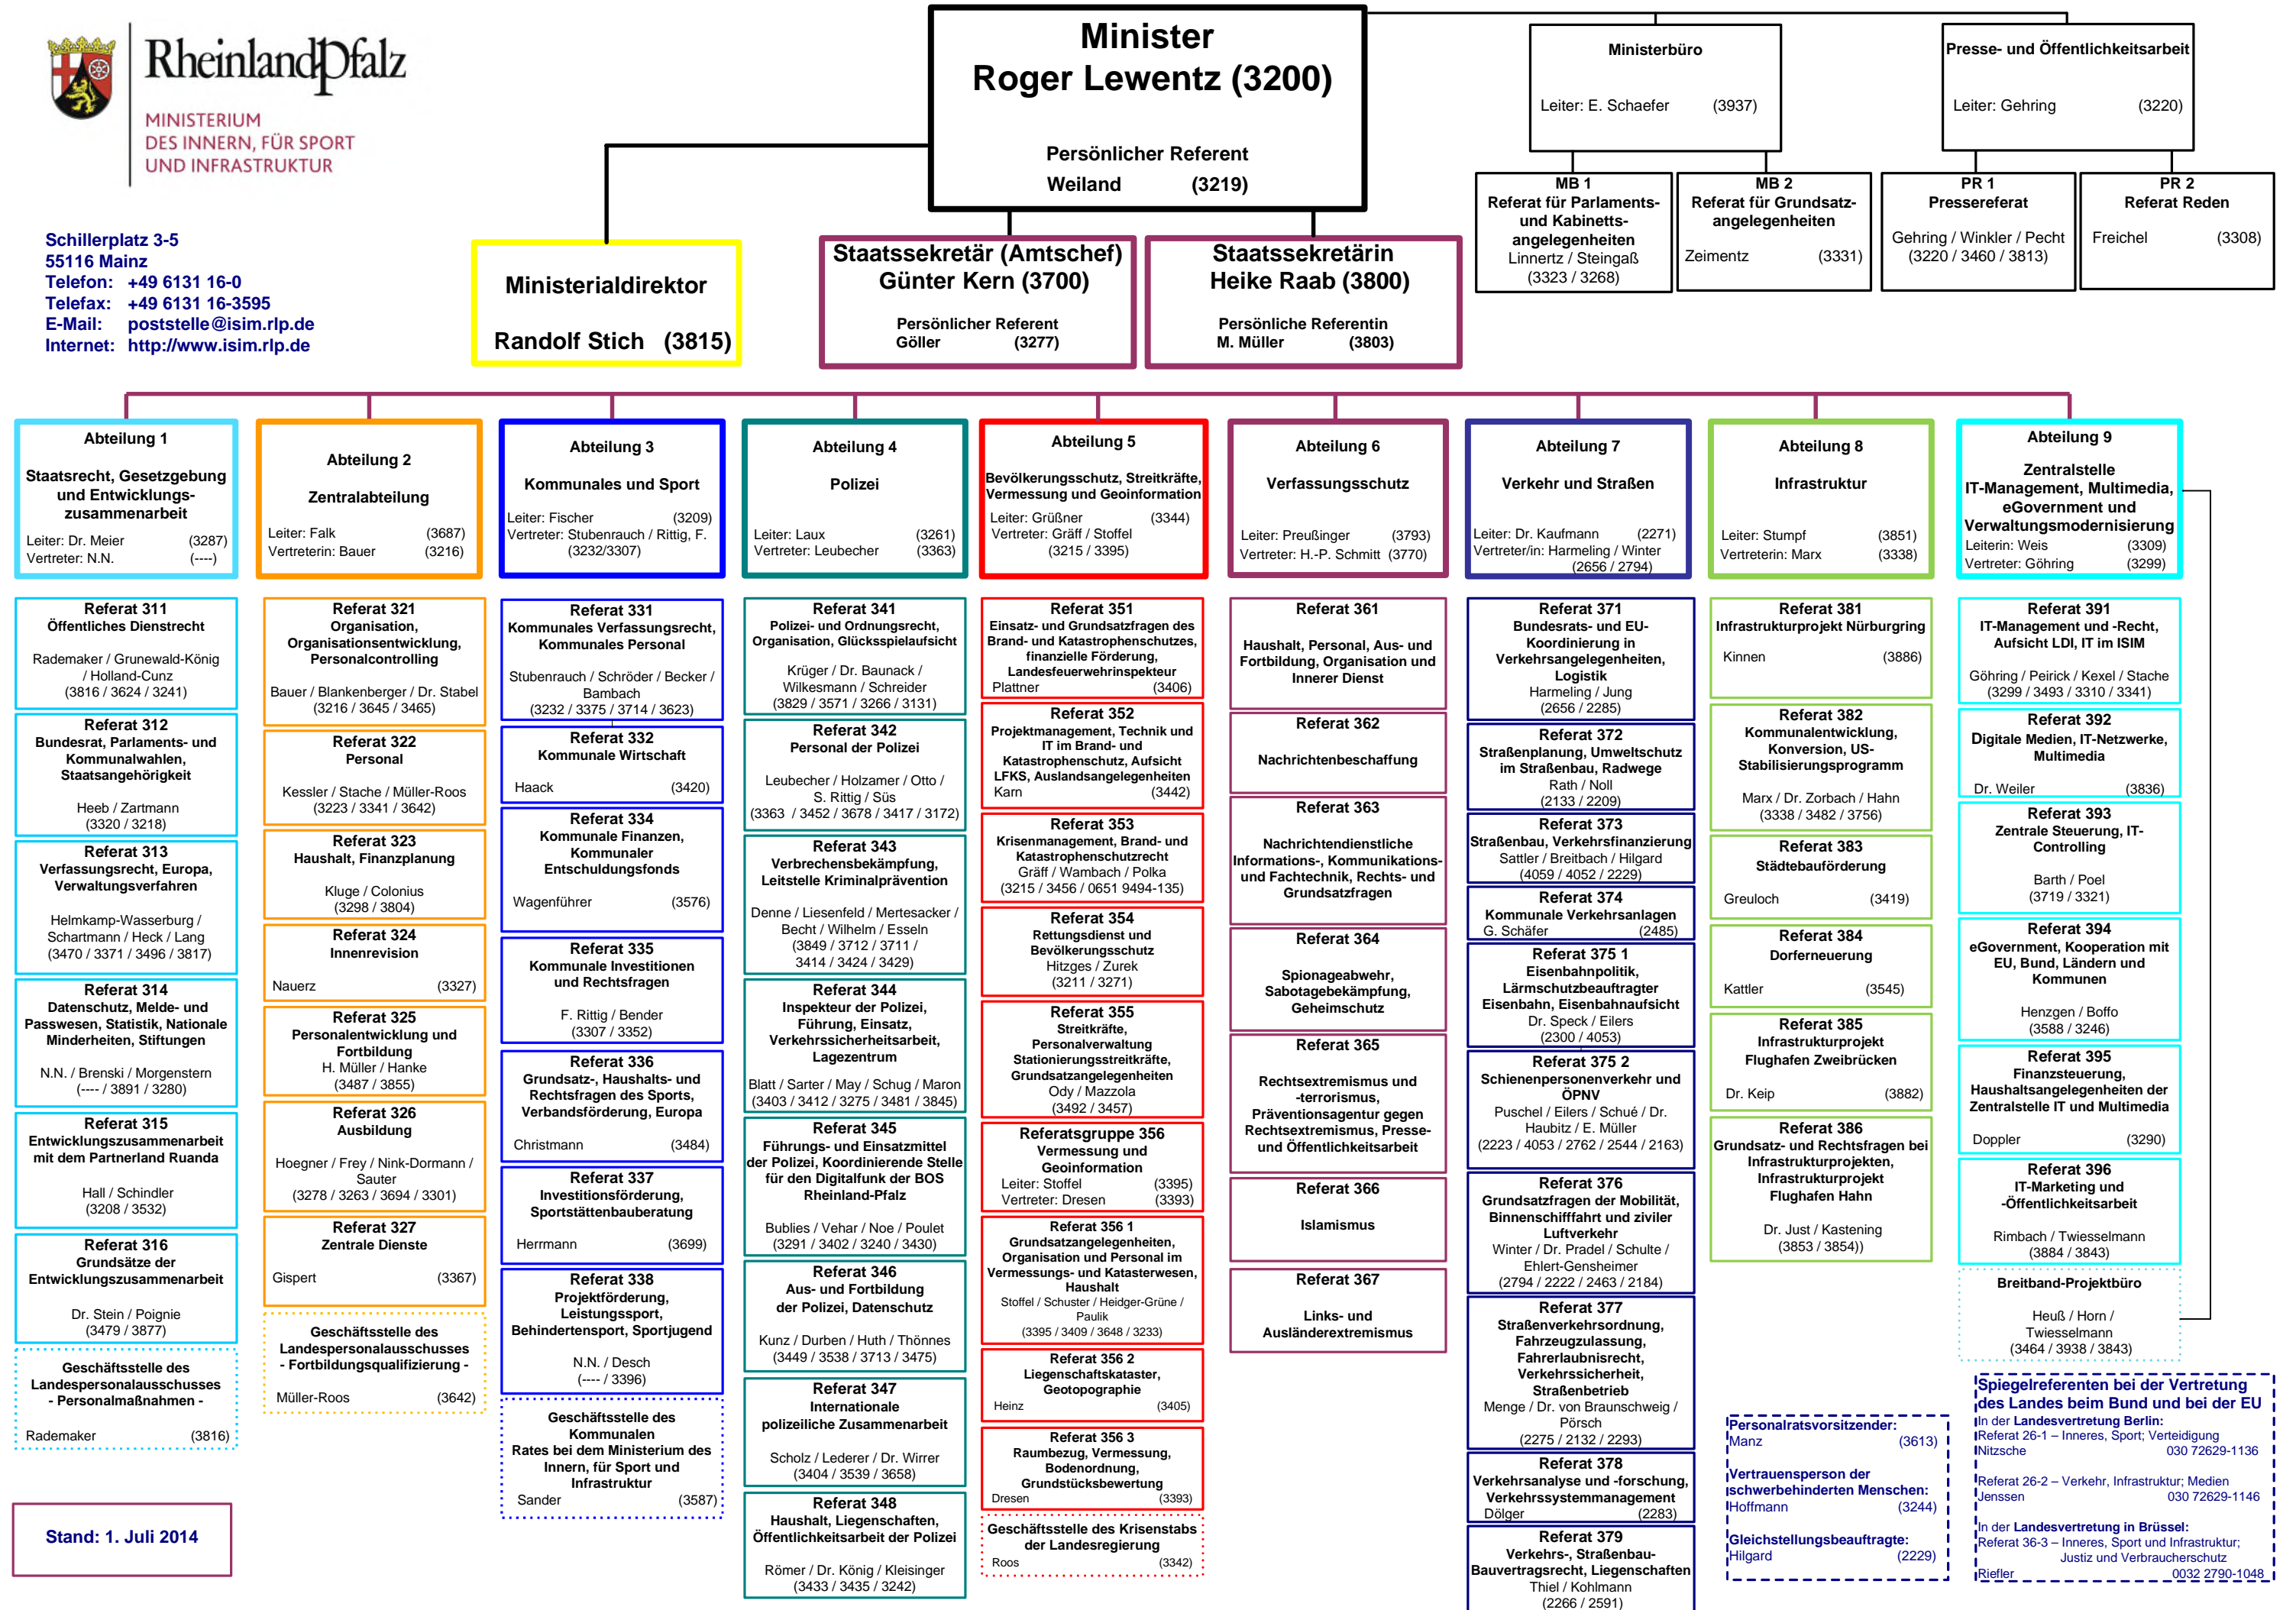 RheinlandPfalz
MINISTERIUM
DES INNERN, FÜR SPORT
UND INFRASTRUKTUR
Schillerplatz 3-5
55116 Mainz
Telefon: +49 6131 16-0
Telefax: +49 6131 16-3595
E-Mail: poststelle@isim.rlp.de
Internet: http://www.isim.rlp.de
Minister
Roger Lewentz (3200)
Persönlicher Referent
Weiland (3219)
Ministerbüro
Leiter: E. Schaefer (3937)
Presse- und Öffentlichkeitsarbeit
Leiter: Gehring (3220)
MB 1
Referat für Parlaments-
und Kabinetts-
angelegenheiten
Linnertz / Steingaß
(3323 / 3268)
MB 2
Referat für Grundsatz-
angelegenheiten
Zeimentz (3331)
PR 1
Pressereferat
Gehring / Winkler / Pecht
(3220 / 3460 / 3813)
PR 2
Referat Reden
Freichel (3308)
Ministerialdirektor
Randolf Stich (3815)
Staatssekretär (Amtschef)
Günter Kern (3700)
Persönlicher Referent
Göller (3277)
Staatssekretärin
Heike Raab (3800)
Persönliche Referentin
M. Müller (3803)
Abteilung 1
Staatsrecht, Gesetzgebung
und Entwicklungs-
zusammenarbeit
Leiter: Dr. Meier (3287)
Vertreter: N.N. (----)
Referat 311
Öffentliches Dienstrecht
Rademaker / Grunewald-König
/ Holland-Cunz
(3816 / 3624 / 3241)
Referat 312
Bundesrat, Parlaments- und
Kommunalwahlen,
Staatsangehörigkeit
Heeb / Zartmann
(3320 / 3218)
Referat 313
Verfassungsrecht, Europa,
Verwaltungsverfahren
Helmkamp-Wasserburg /
Schartmann / Heck / Lang
(3470 / 3371 / 3496 / 3817)
Referat 314
Datenschutz, Melde- und
Passwesen, Statistik, Nationale
Minderheiten, Stiftungen
N.N. / Brenski / Morgenstern
(---- / 3891 / 3280)
Referat 315
Entwicklungszusammenarbeit
mit dem Partnerland Ruanda
Hall / Schindler
(3208 / 3532)
Referat 316
Grundsätze der
Entwicklungszusammenarbeit
Dr. Stein / Poignie
(3479 / 3877)
Geschäftsstelle des
Landespersonalausschusses
- Personalmaßnahmen -
Rademaker (3816)
Stand: 1. Juli 2014
Abteilung 2
Zentralabteilung
Leiter: Falk (3687)
Vertreterin: Bauer (3216)
Referat 321
Organisation,
Organisationsentwicklung,
Personalcontrolling
Bauer / Blankenberger / Dr. Stabel
(3216 / 3645 / 3465)
Referat 322
Personal
Kessler / Stache / Müller-Roos
(3223 / 3341 / 3642)
Referat 323
Haushalt, Finanzplanung
Kluge / Colonius
(3298 / 3804)
Referat 324
Innenrevision
Nauerz (3327)
Referat 325
Personalentwicklung und
Fortbildung
H. Müller / Hanke
(3487 / 3855)
Referat 326
Ausbildung
Hoegner / Frey / Nink-Dormann /
Sauter
(3278 / 3263 / 3694 / 3301)
Referat 327
Zentrale Dienste
Gispert (3367)
Geschäftsstelle des
Landespersonalausschusses
- Fortbildungsqualifizierung -
Müller-Roos (3642)
Abteilung 3
Kommunales und Sport
Leiter: Fischer (3209)
Vertreter: Stubenrauch / Rittig, F.
(3232/3307)
Referat 331
Kommunales Verfassungsrecht,
Kommunales Personal
Stubenrauch / Schröder / Becker /
Bambach
(3232 / 3375 / 3714 / 3623)
Referat 332
Kommunale Wirtschaft
Haack (3420)
Referat 334
Kommunale Finanzen,
Kommunaler
Entschuldungsfonds
Wagenführer (3576)
Referat 335
Kommunale Investitionen
und Rechtsfragen
F. Rittig / Bender
(3307 / 3352)
Referat 336
Grundsatz-, Haushalts- und
Rechtsfragen des Sports,
Verbandsförderung, Europa
Christmann (3484)
Referat 337
Investitionsförderung,
Sportstättenbauberatung
Herrmann (3699)
Referat 338
Projektförderung,
Leistungssport,
Behindertensport, Sportjugend
N.N. / Desch
(---- / 3396)
Geschäftsstelle des
Kommunalen
Rates bei dem Ministerium des
Innern, für Sport und
Infrastruktur
Sander (3587)
Abteilung 4
Polizei
Leiter: Laux (3261)
Vertreter: Leubecher (3363)
Referat 341
Polizei- und Ordnungsrecht,
Organisation, Glücksspielaufsicht
Krüger / Dr. Baunack /
Wilkesmann / Schreider
(3829 / 3571 / 3266 / 3131)
Referat 342
Personal der Polizei
Leubecher / Holzamer / Otto /
S. Rittig / Süs
(3363 / 3452 / 3678 / 3417 / 3172)
Referat 343
Verbrechensbekämpfung,
Leitstelle Kriminalprävention
Denne / Liesenfeld / Mertesacker /
Becht / Wilhelm / Esseln
(3849 / 3712 / 3711 /
3414 / 3424 / 3429)
Referat 344
Inspekteur der Polizei,
Führung, Einsatz,
Verkehrssicherheitsarbeit,
Lagezentrum
Blatt / Sarter / May / Schug / Maron
(3403 / 3412 / 3275 / 3481 / 3845)
Referat 345
Führungs- und Einsatzmittel
der Polizei, Koordinierende Stelle
für den Digitalfunk der BOS
Rheinland-Pfalz
Bublies / Vehar / Noe / Poulet
(3291 / 3402 / 3240 / 3430)
Referat 346
Aus- und Fortbildung
der Polizei, Datenschutz
Kunz / Durben / Huth / Thönnes
(3449 / 3538 / 3713 / 3475)
Referat 347
Internationale
polizeiliche Zusammenarbeit
Scholz / Lederer / Dr. Wirrer
(3404 / 3539 / 3658)
Referat 348
Haushalt, Liegenschaften,
Öffentlichkeitsarbeit der Polizei
Römer / Dr. König / Kleisinger
(3433 / 3435 / 3242)
Abteilung 5
Bevölkerungsschutz, Streitkräfte,
Vermessung und Geoinformation
Leiter: Grüßner (3344)
Vertreter: Gräff / Stoffel
(3215 / 3395)
Referat 351
Einsatz- und Grundsatzfragen des
Brand- und Katastrophenschutzes,
finanzielle Förderung,
Landesfeuerwehrinspekteur
Plattner (3406)
Referat 352
Projektmanagement, Technik und
IT im Brand- und
Katastrophenschutz, Aufsicht
LFKS, Auslandsangelegenheiten
Karn (3442)
Referat 353
Krisenmanagement, Brand- und
Katastrophenschutzrecht
Gräff / Wambach / Polka
(3215 / 3456 / 0651 9494-135)
Referat 354
Rettungsdienst und
Bevölkerungsschutz
Hitzges / Zurek
(3211 / 3271)
Referat 355
Streitkräfte,
Personalverwaltung
Stationierungsstreitkräfte,
Grundsatzangelegenheiten
Ody / Mazzola
(3492 / 3457)
Referatsgruppe 356
Vermessung und
Geoinformation
Leiter: Stoffel (3395)
Vertreter: Dresen (3393)
Referat 356 1
Grundsatzangelegenheiten,
Organisation und Personal im
Vermessungs- und Katasterwesen,
Haushalt
Stoffel / Schuster / Heidger-Grüne /
Paulik
(3395 / 3409 / 3648 / 3233)
Referat 356 2
Liegenschaftskataster,
Geotopographie
Heinz (3405)
Referat 356 3
Raumbezug, Vermessung,
Bodenordnung,
Grundstücksbewertung
Dresen (3393)
Geschäftsstelle des Krisenstabs
der Landesregierung
Roos (3342)
Abteilung 6
Verfassungsschutz
Leiter: Preußinger (3793)
Vertreter: H.-P. Schmitt (3770)
Referat 361
Haushalt, Personal, Aus- und
Fortbildung, Organisation und
Innerer Dienst
Referat 362
Nachrichtenbeschaffung
Referat 363
Nachrichtendienstliche
Informations-, Kommunikations-
und Fachtechnik, Rechts- und
Grundsatzfragen
Referat 364
Spionageabwehr,
Sabotagebekämpfung,
Geheimschutz
Referat 365
Rechtsextremismus und
-terrorismus,
Präventionsagentur gegen
Rechtsextremismus, Presse-
und Öffentlichkeitsarbeit
Referat 366
Islamismus
Referat 367
Links- und
Ausländerextremismus
Abteilung 7
Verkehr und Straßen
Leiter: Dr. Kaufmann (2271)
Vertreter/in: Harmeling / Winter
(2656 / 2794)
Referat 371
Bundesrats- und EU-
Koordinierung in
Verkehrsangelegenheiten,
Logistik
Harmeling / Jung
(2656 / 2285)
Referat 372
Straßenplanung, Umweltschutz
im Straßenbau, Radwege
Rath / Noll
(2133 / 2209)
Referat 373
Straßenbau, Verkehrsfinanzierung
Sattler / Breitbach / Hilgard
(4059 / 4052 / 2229)
Referat 374
Kommunale Verkehrsanlagen
G. Schäfer (2485)
Referat 375 1
Eisenbahnpolitik,
Lärmschutzbeauftragter
Eisenbahn, Eisenbahnaufsicht
Dr. Speck / Eilers
(2300 / 4053)
Referat 375 2
Schienenpersonenverkehr und
ÖPNV
Puschel / Eilers / Schué / Dr.
Haubitz / E. Müller
(2223 / 4053 / 2762 / 2544 / 2163)
Referat 376
Grundsatzfragen der Mobilität,
Binnenschifffahrt und ziviler
Luftverkehr
Winter / Dr. Pradel / Schulte /
Ehlert-Gensheimer
(2794 / 2222 / 2463 / 2184)
Referat 377
Straßenverkehrsordnung,
Fahrzeugzulassung,
Fahrerlaubnisrecht,
Verkehrssicherheit,
Straßenbetrieb
Menge / Dr. von Braunschweig /
Pörsch
(2275 / 2132 / 2293)
Referat 378
Verkehrsanalyse und -forschung,
Verkehrssystemmanagement
Dölger (2283)
Referat 379
Verkehrs-, Straßenbau-
Bauvertragsrecht, Liegenschaften
Thiel / Kohlmann
(2266 / 2591)
Abteilung 8
Infrastruktur
Leiter: Stumpf (3851)
Vertreterin: Marx (3338)
Referat 381
Infrastrukturprojekt Nürburgring
Kinnen (3886)
Referat 382
Kommunalentwicklung,
Konversion, US-
Stabilisierungsprogramm
Marx / Dr. Zorbach / Hahn
(3338 / 3482 / 3756)
Referat 383
Städtebauförderung
Greuloch (3419)
Referat 384
Dorferneuerung
Kattler (3545)
Referat 385
Infrastrukturprojekt
Flughafen Zweibrücken
Dr. Keip (3882)
Referat 386
Grundsatz- und Rechtsfragen bei
Infrastrukturprojekten,
Infrastrukturprojekt
Flughafen Hahn
Dr. Just / Kastening
(3853 / 3854))
Personalratsvorsitzender:
Manz (3613)
Vertrauensperson der
schwerbehinderten Menschen:
Hoffmann (3244)
Gleichstellungsbeauftragte:
Hilgard (2229)
Abteilung 9
Zentralstelle
IT-Management, Multimedia,
eGovernment und
Verwaltungsmodernisierung
Leiterin: Weis (3309)
Vertreter: Göhring (3299)
Referat 391
IT-Management und -Recht,
Aufsicht LDI, IT im ISIM
Göhring / Peirick / Kexel / Stache
(3299 / 3493 / 3310 / 3341)
Referat 392
Digitale Medien, IT-Netzwerke,
Multimedia
Dr. Weiler (3836)
Referat 393
Zentrale Steuerung, IT-
Controlling
Barth / Poel
(3719 / 3321)
Referat 394
eGovernment, Kooperation mit
EU, Bund, Ländern und
Kommunen
Henzgen / Boffo
(3588 / 3246)
Referat 395
Finanzsteuerung,
Haushaltsangelegenheiten der
Zentralstelle IT und Multimedia
Doppler (3290)
Referat 396
IT-Marketing und
-Öffentlichkeitsarbeit
Rimbach / Twiesselmann
(3884 / 3843)
Breitband-Projektbüro
Heuß / Horn /
Twiesselmann
(3464 / 3938 / 3843)
Spiegelreferenten bei der Vertretung
des Landes beim Bund und bei der EU
In der Landesvertretung Berlin:
Referat 26-1 – Inneres, Sport; Verteidigung
Nitzsche 030 72629-1136
Referat 26-2 – Verkehr, Infrastruktur; Medien
Jenssen 030 72629-1146
In der Landesvertretung in Brüssel:
Referat 36-3 – Inneres, Sport und Infrastruktur;
Justiz und Verbraucherschutz
Riefler 0032 2790-1048